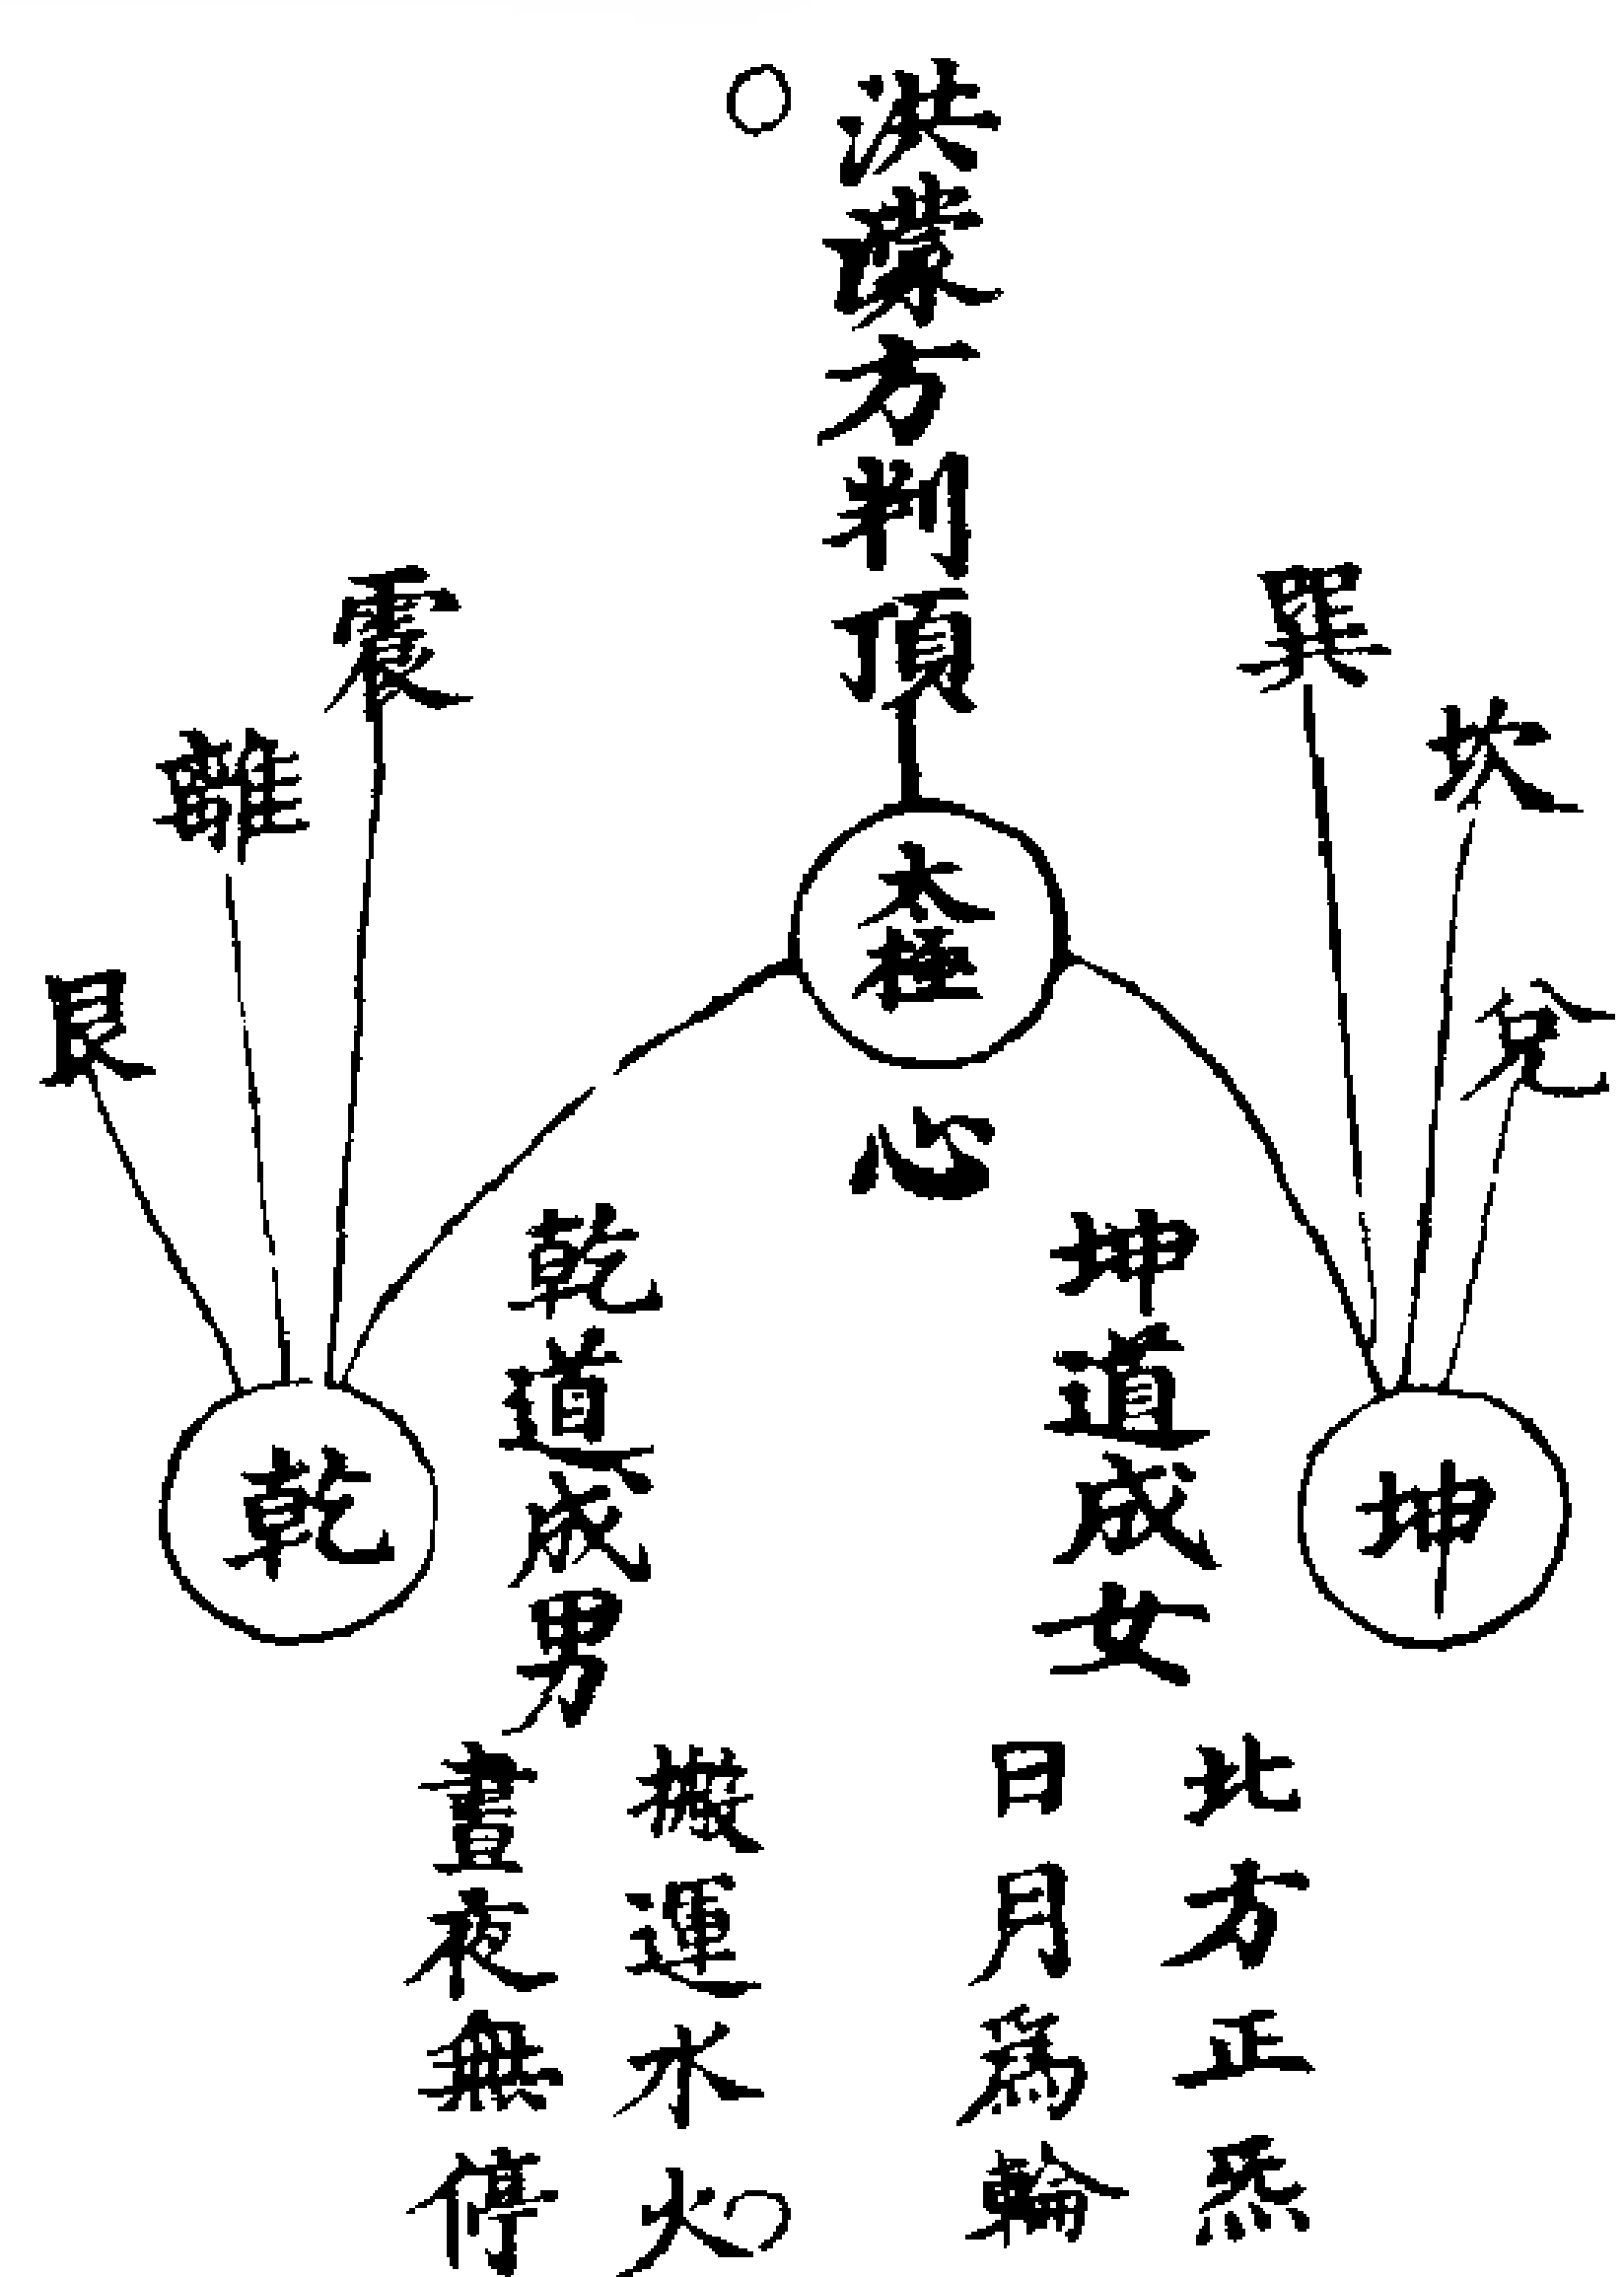 洪濛方判頂
太極
心
巽
坎
兌
坤
坤道成女
震
離
艮
乾
乾道成男
北方正炁
日月爲輪
搬運水火
晝夜無停